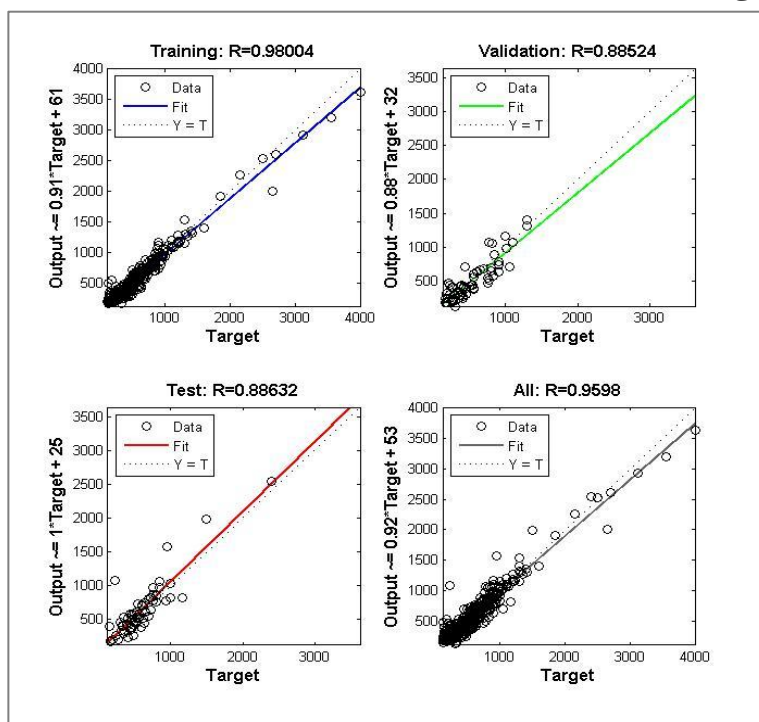 Training: R=0.98004
Output ~= 0.91*Target + 61
4000
3500
3000
2500
2000
1500
1000
500
Data
Fit
Y = T
1000 2000 3000 4000
Target
Validation: R=0.88524
Output ~= 0.88*Target + 32
3500
3000
2500
2000
1500
1000
500
Data
Fit
Y = T
1000 2000 3000
Target
Test: R=0.88632
Output ~= 1*Target + 25
3500
3000
2500
2000
1500
1000
500
Data
Fit
Y = T
1000 2000 3000
Target
All: R=0.9598
Output ~= 0.92*Target + 53
4000
3500
3000
2500
2000
1500
1000
500
Data
Fit
Y = T
1000 2000 3000 4000
Target